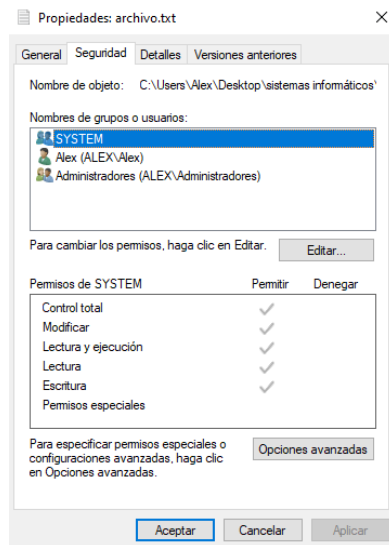 Propiedades: archivo.txt
General Seguridad Detalles Versiones anteriores
Nombre de objeto: C:\Users\Alex\Desktop\sistemas informáticos'
Nombres de grupos o usuarios:
SYSTEM
Alex (ALEX\Alex)
Administradores (ALEX\Administradores)
Para cambiar los permisos, haga clic en Editar. Editar...
Permisos de SYSTEM Permitir Denegar
Control total
Modificar
Lectura y ejecución
Lectura
Escritura
Permisos especiales
Para especificar permisos especiales o
configuraciones avanzadas, haga clic
en Opciones avanzadas.
Opciones avanzadas
Aceptar Cancelar Aplicar